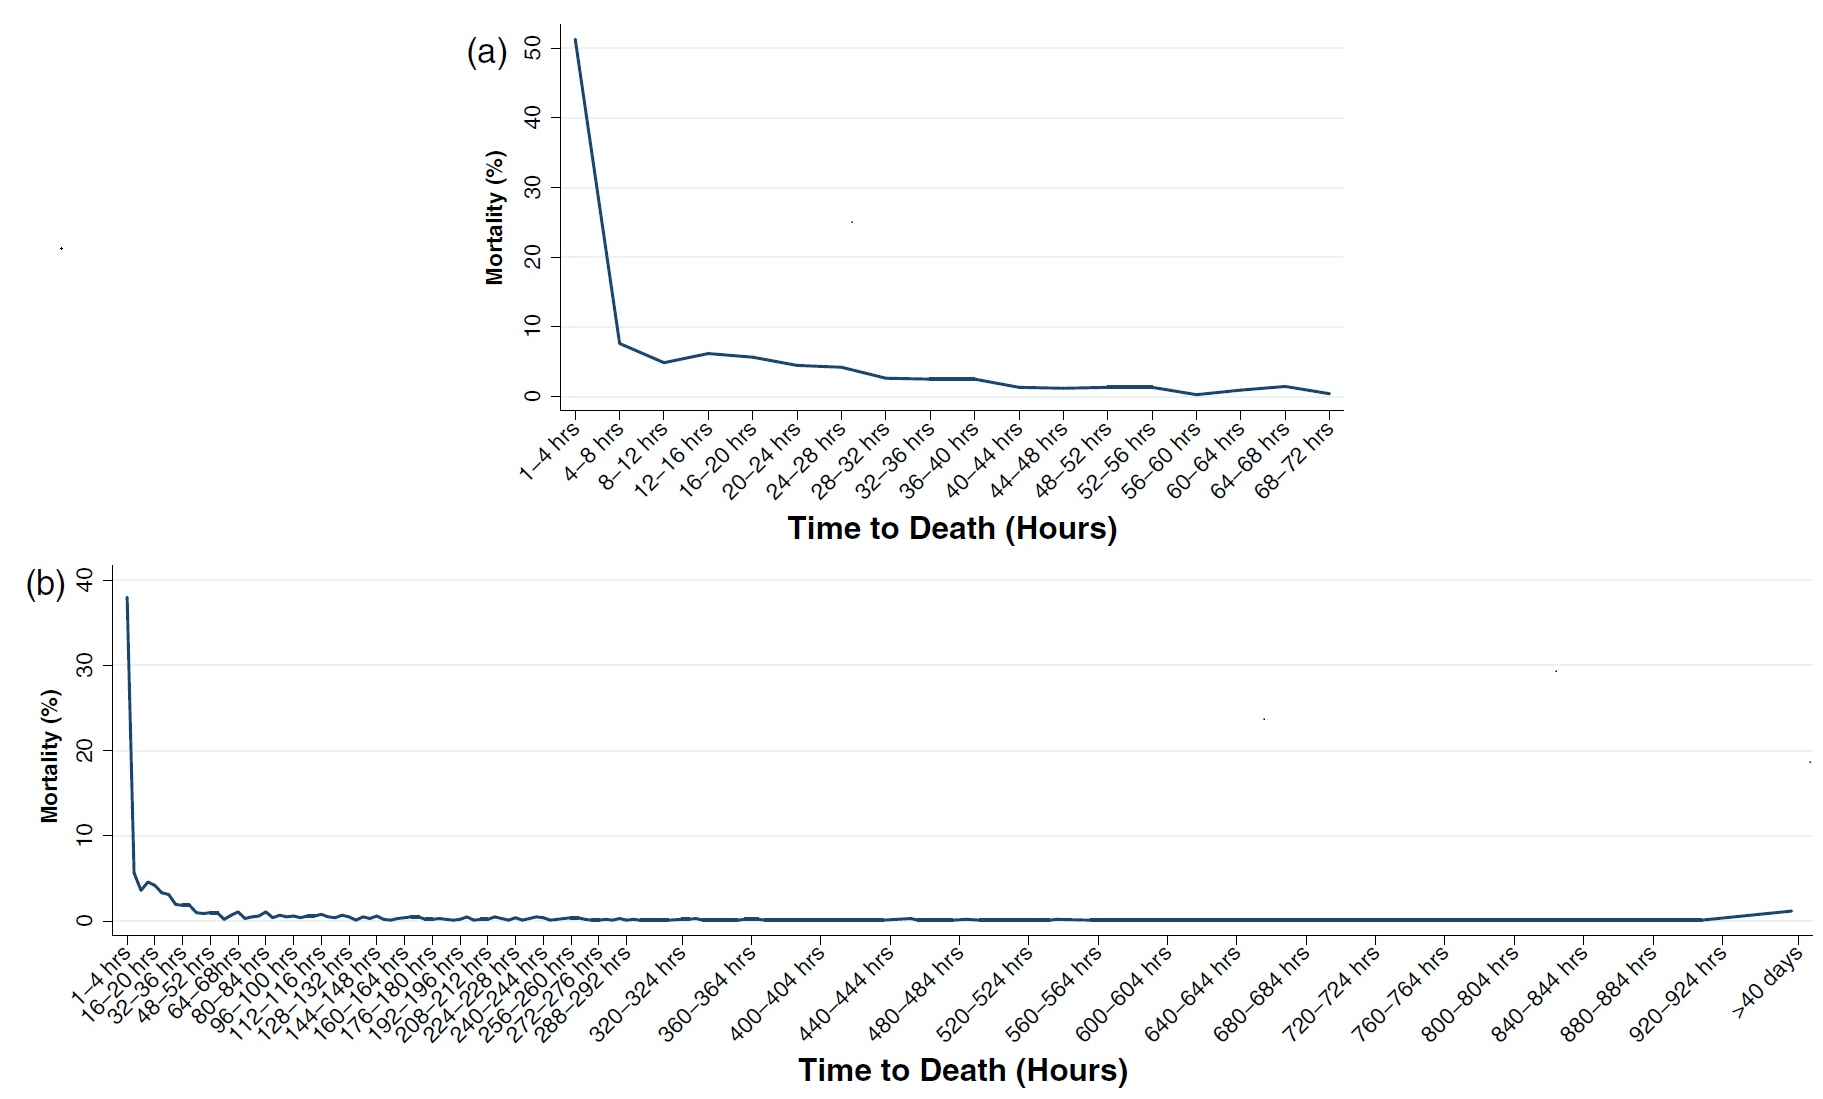 (a)
Mortality (%)
50
40
30
20
10
0
1–4 hrs
4–8 hrs
8–12 hrs
12–16 hrs
16–20 hrs
20–24 hrs
24–28 hrs
28–32 hrs
32–36 hrs
36–40 hrs
40–44 hrs
44–48 hrs
48–52 hrs
52–56 hrs
56–60 hrs
60–64 hrs
64–68 hrs
68–72 hrs
Time to Death (Hours)
(b)
Mortality (%)
40
30
20
10
0
1–4 hrs
16–20 hrs
32–36 hrs
48–52 hrs
64–68hrs
80–84 hrs
96–100 hrs
112–116 hrs
128–132 hrs
144–148 hrs
160–164 hrs
176–180 hrs
192–196 hrs
208–212 hrs
224–228 hrs
240–244 hrs
256–260 hrs
272–276 hrs
288–292 hrs
320–324 hrs
360–364 hrs
400–404 hrs
440–444 hrs
480–484 hrs
520–524 hrs
560–564 hrs
600–604 hrs
640–644 hrs
680–684 hrs
720–724 hrs
760–764 hrs
800–804 hrs
840–844 hrs
880–884 hrs
920–924 hrs
>40 days
Time to Death (Hours)